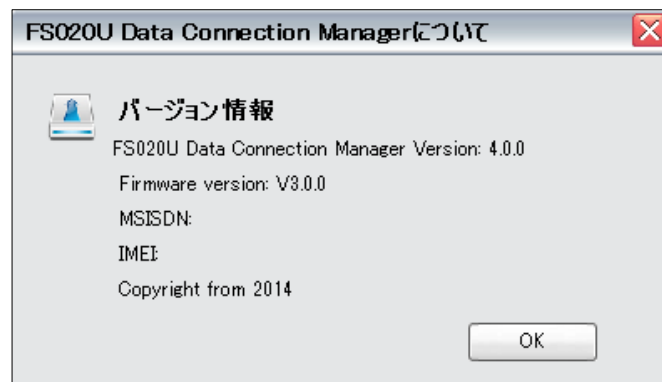 FS020U Data Connection Managerについて
バージョン情報
FS020U Data Connection Manager Version: 4.0.0
Firmware version: V3.0.0
MSISDN:
IMEI:
Copyright from 2014
OK